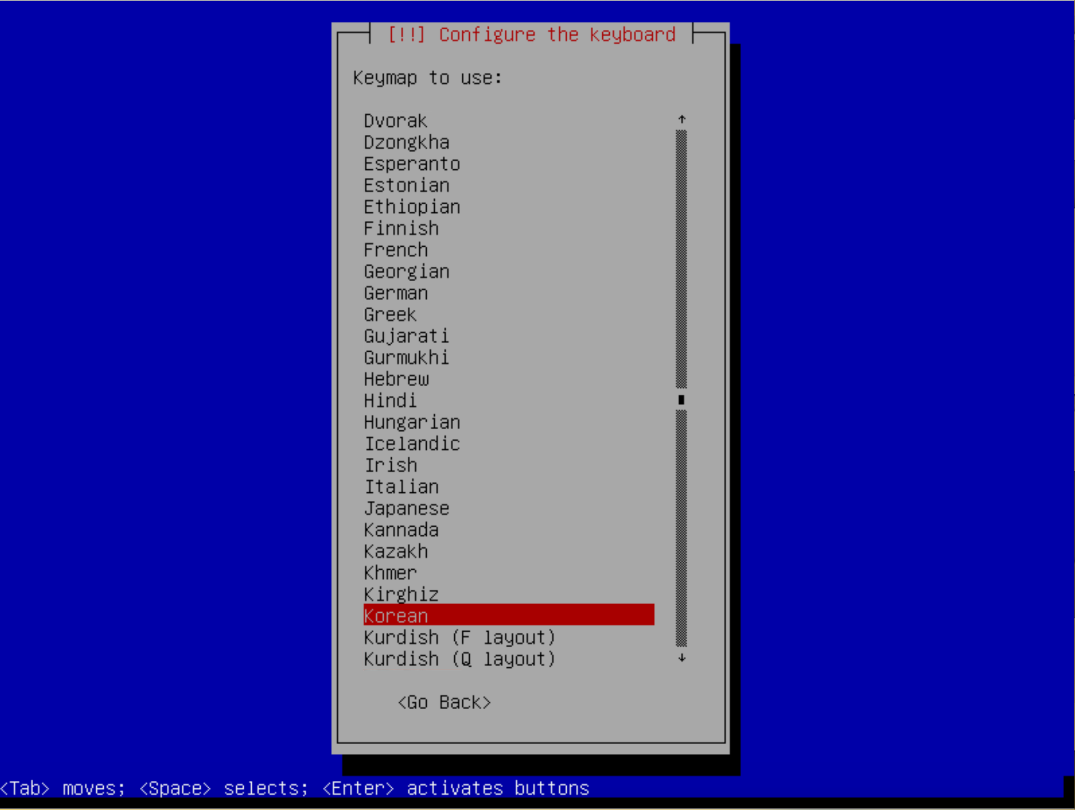 [!!] Configure the keyboard
Keymap to use:
Dvorak
Dzongkha
Esperanto
Estonian
Ethiopian
Finnish
French
Georgian
German
Greek
Gujarati
Gurmukhi
Hebrew
Hindi
Hungarian
Icelandic
Irish
Italian
Japanese
Kannada
Kazakh
Khmer
Kirghiz
Korean
Kurdish (F layout)
Kurdish (Q layout)
<Go Back>
<Tab> moves; <Space> selects; <Enter> activates buttons